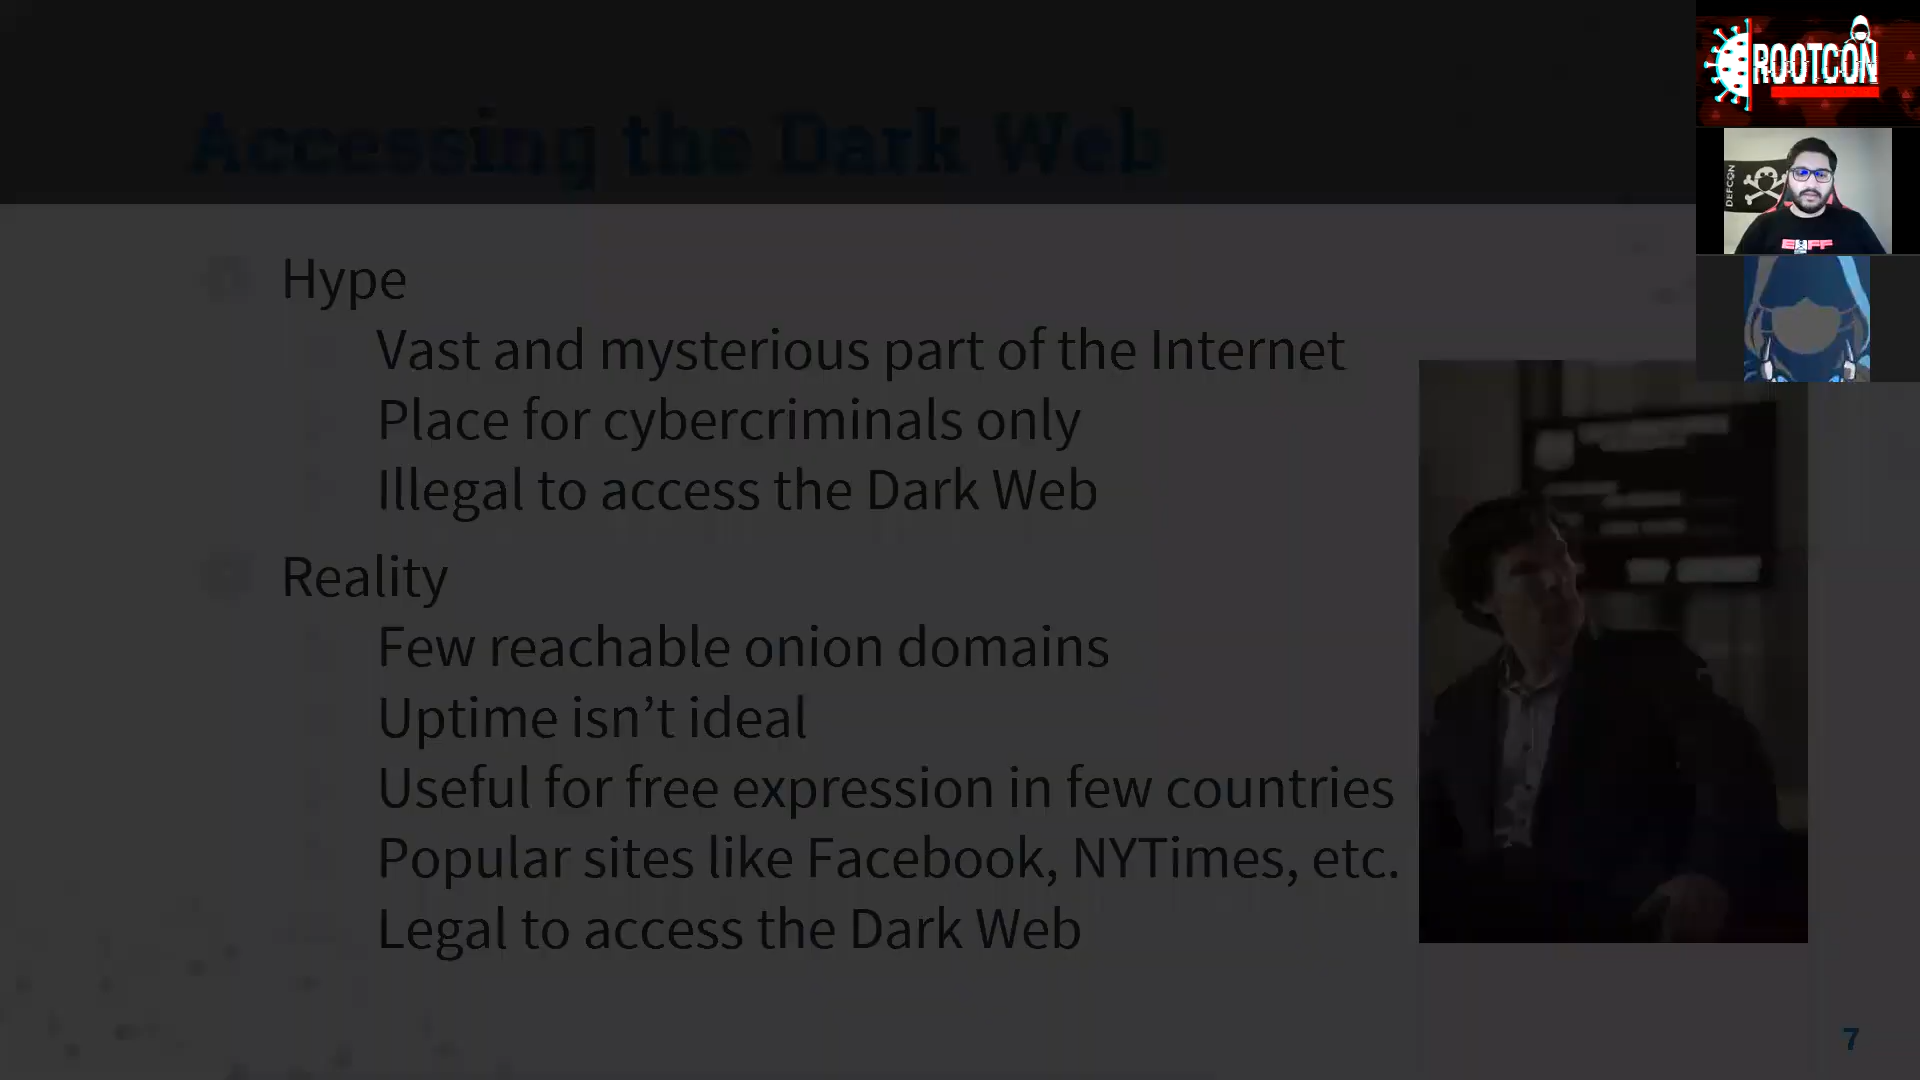 Accessing the Dark Web
Hype
Vast and mysterious part of the Internet
Place for cybercriminals only
Illegal to access the Dark Web
Reality
Few reachable onion domains
Uptime isn’t ideal
Useful for free expression in few countries
Popular sites like Facebook, NYTimes, etc.
Legal to access the Dark Web
7
ROOTCON
DEFCON